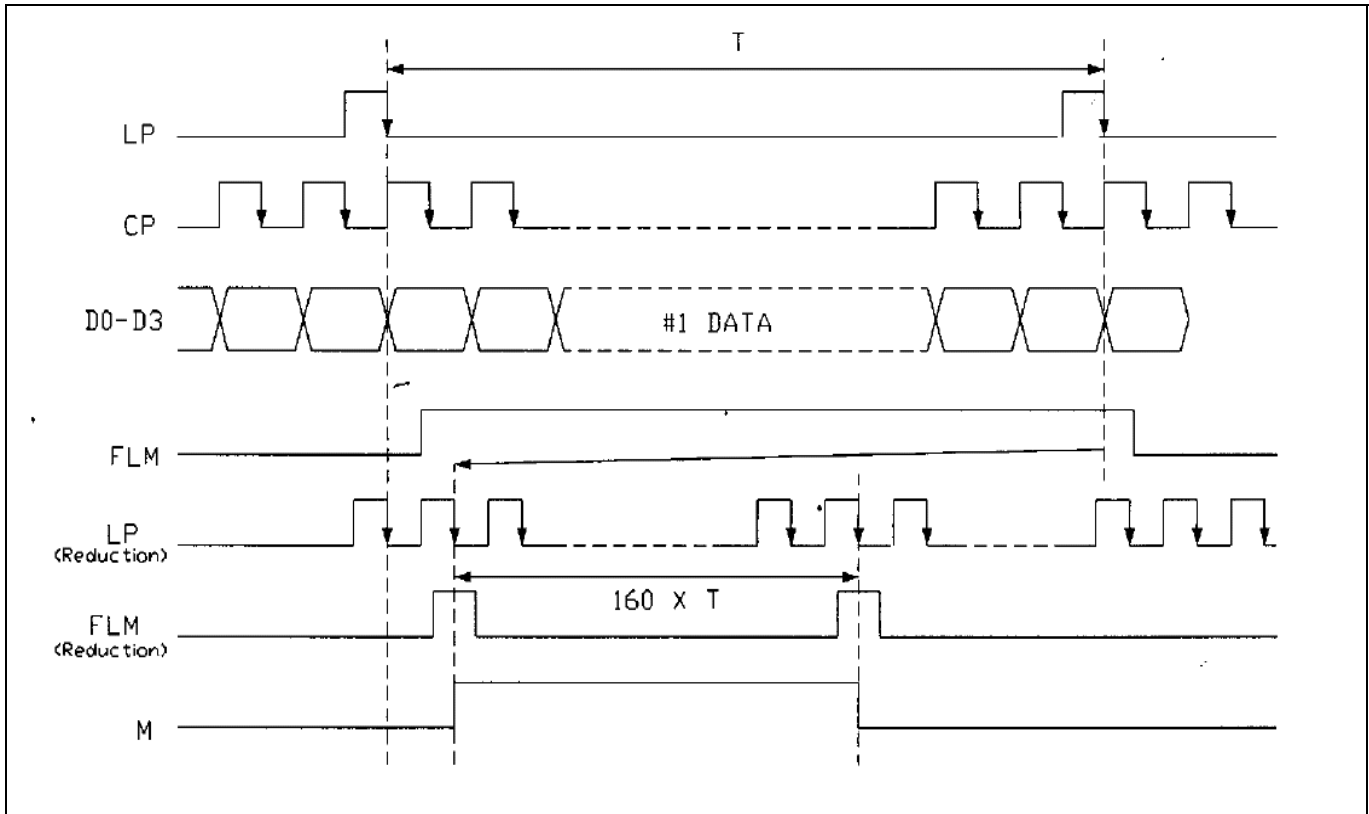 T
LP
CP
D0-D3
#1 DATA
FLM
LP
(Reduction)
160 X T
FLM
(Reduction)
M